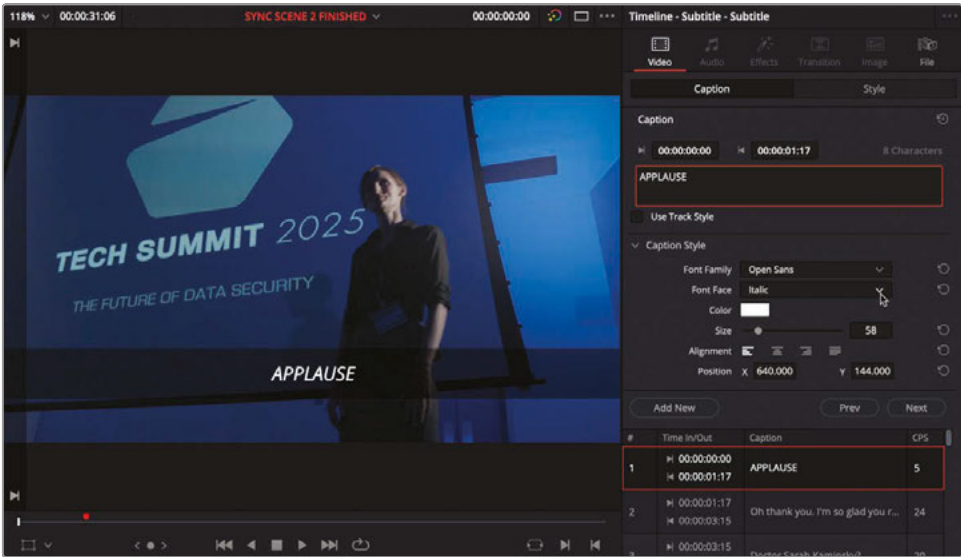 118% 00:00:31:06 SYNC SCENE 2 FINISHED 00:00:00:00 Timeline - Subtitle - Subtitle
Video Audio Effects Transition Image File
Caption Style
Caption
00:00:00:00 00:00:01:17 8 Characters
APPLAUSE
Use Track Style
Caption Style
Font Family Open Sans
Font Face Italic
Color
Size 58
Alignment
Position X 640.000 Y 144.000
TECH SUMMIT 2025
THE FUTURE OF DATA SECURITY
APPLAUSE
Add New Prev Next
# Time In/Out Caption CPS
1 00:00:00:00 APPLAUSE 5
00:00:01:17
2 00:00:01:17 Oh thank you. I'm so glad you r... 24
00:00:03:15
3 00:00:03:15 Doctor Sarah Kaminsky? 20